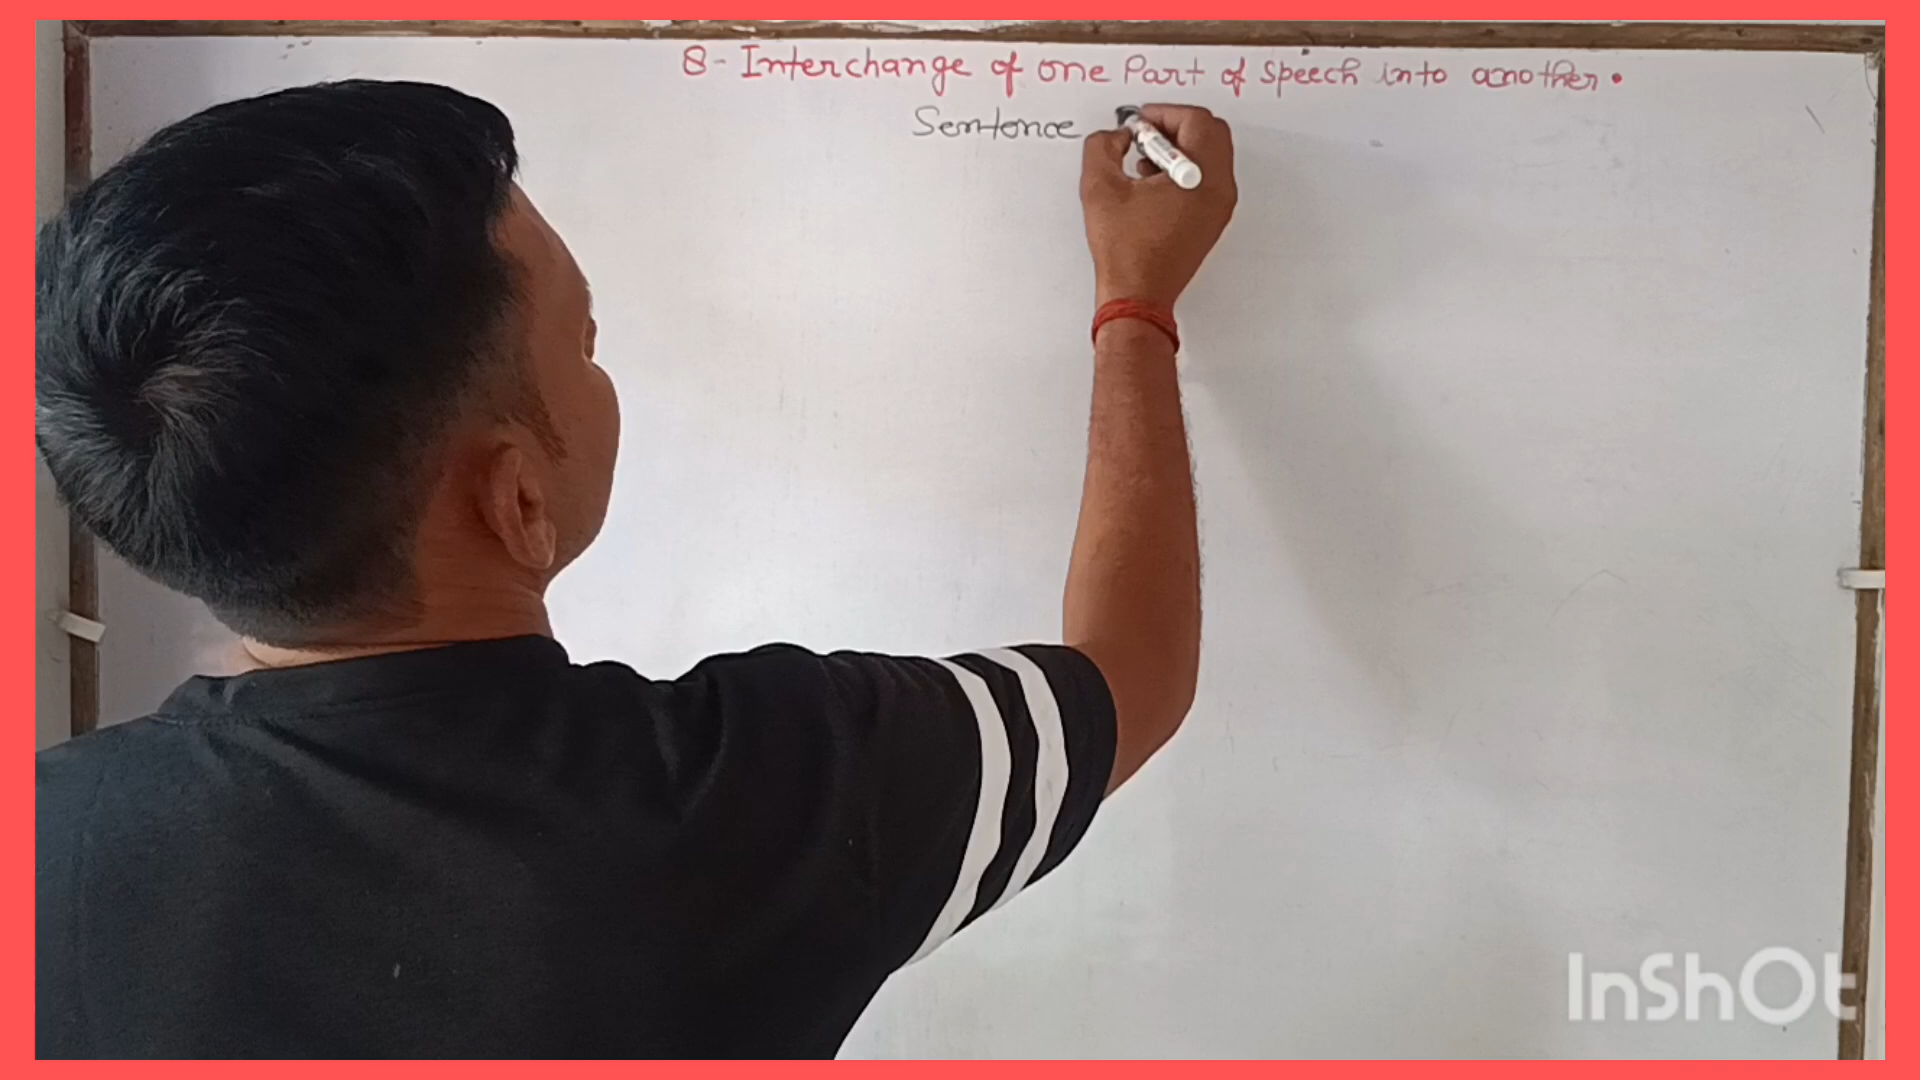 8- Interchange of one Part of speech into another.
Sentence
InShOt